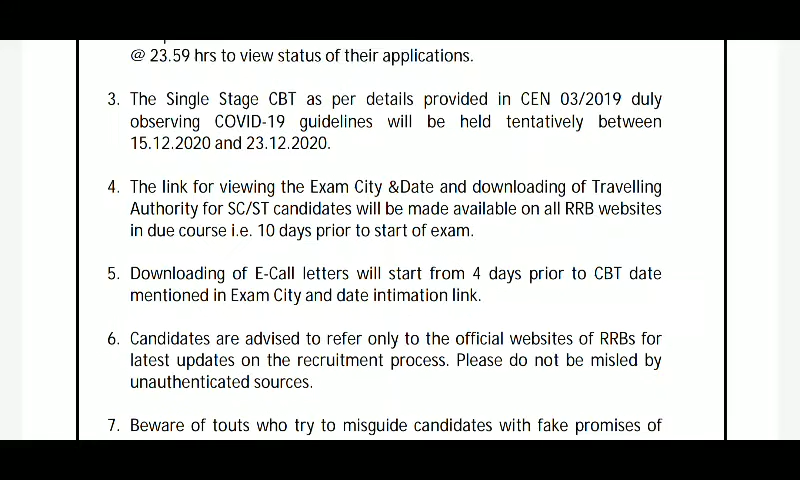 @ 23.59 hrs to view status of their applications.
3. The Single Stage CBT as per details provided in CEN 03/2019 duly
observing COVID-19 guidelines will be held tentatively between
15.12.2020 and 23.12.2020.
4. The link for viewing the Exam City &Date and downloading of Travelling
Authority for SC/ST candidates will be made available on all RRB websites
in due course i.e. 10 days prior to start of exam.
5. Downloading of E-Call letters will start from 4 days prior to CBT date
mentioned in Exam City and date intimation link.
6. Candidates are advised to refer only to the official websites of RRBs for
latest updates on the recruitment process. Please do not be misled by
unauthenticated sources.
7. Beware of touts who try to misguide candidates with fake promises of